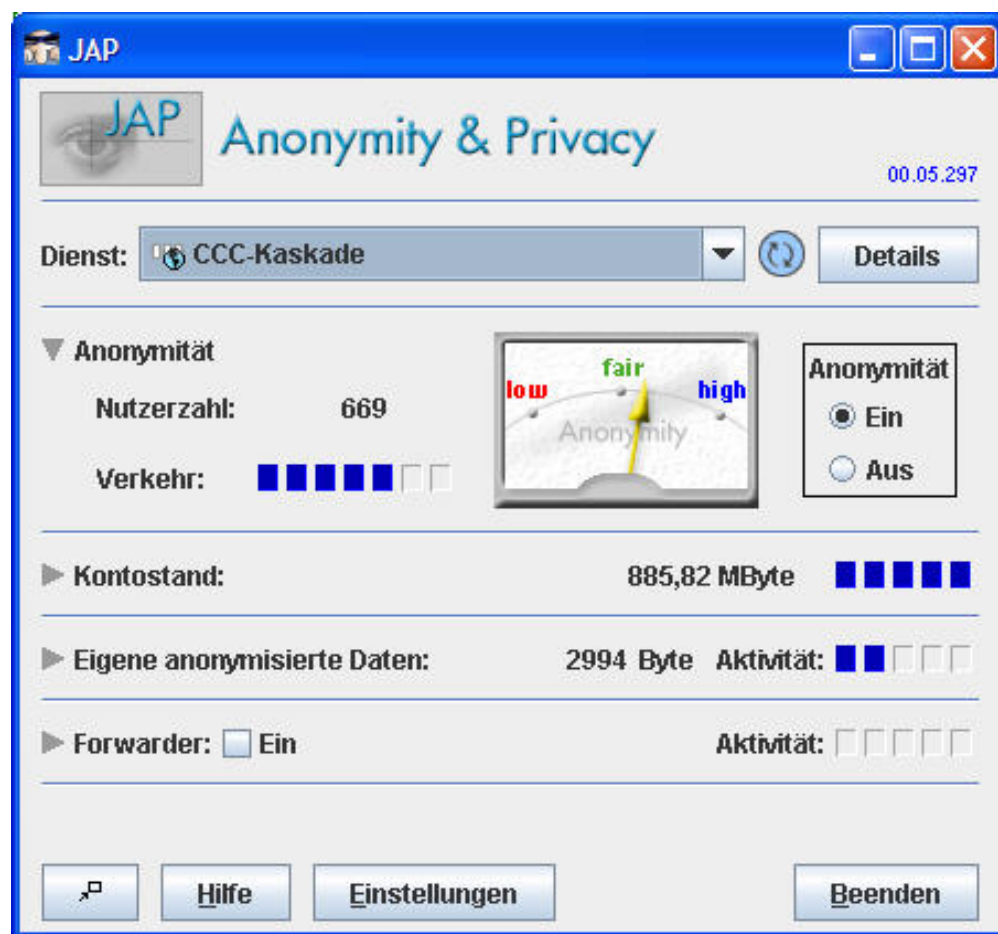 JAP
JAP Anonymity & Privacy
00.05.297
Dienst: CCC-Kaskade Details
Anonymität
Nutzerzahl: 669
Verkehr:
low fair high
Anonymity
Anonymität
Ein
Aus
Kontostand: 885,82 MByte
Eigene anonymisierte Daten: 2994 Byte Aktivität:
Forwarder: Ein Aktivität:
Hilfe Einstellungen Beenden